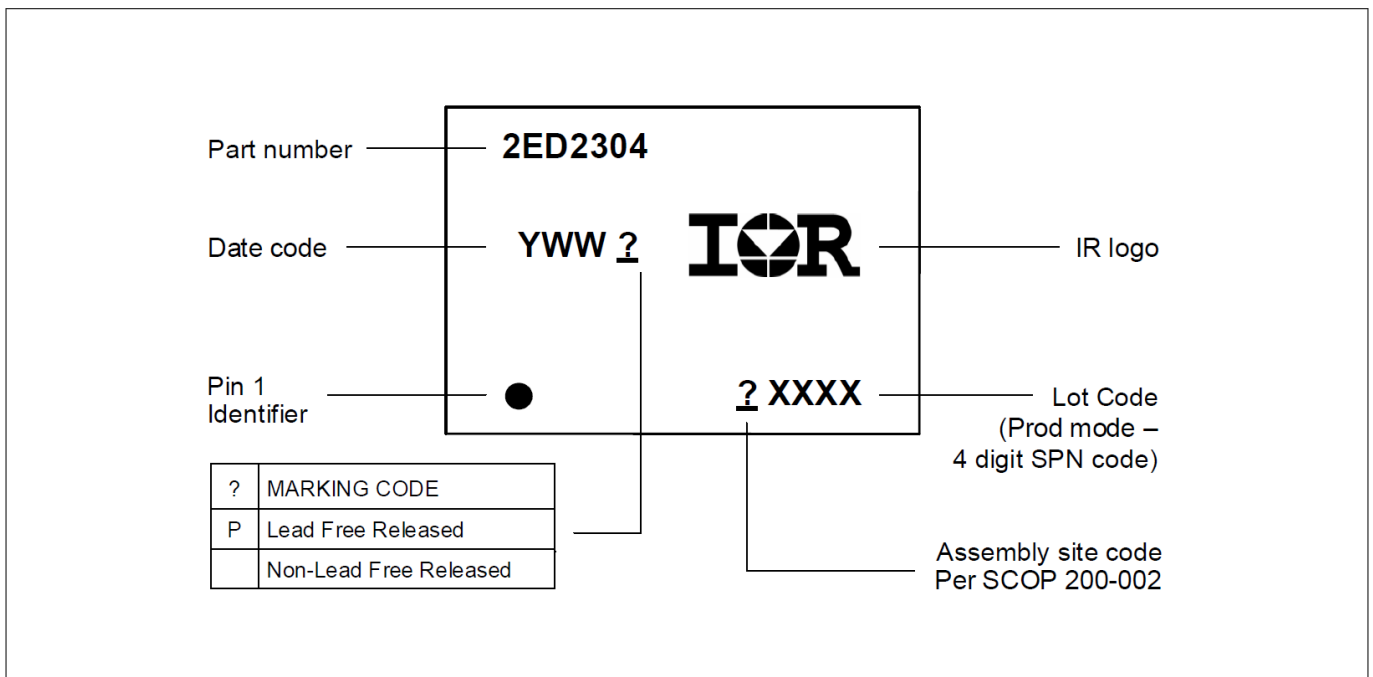 Part number
2ED2304
Date code
YWW ?
IOR
IR logo
Pin 1
Identifier
? XXXX
Lot Code
(Prod mode –
4 digit SPN code)
? MARKING CODE
P Lead Free Released
Non-Lead Free Released
Assembly site code
Per SCOP 200-002